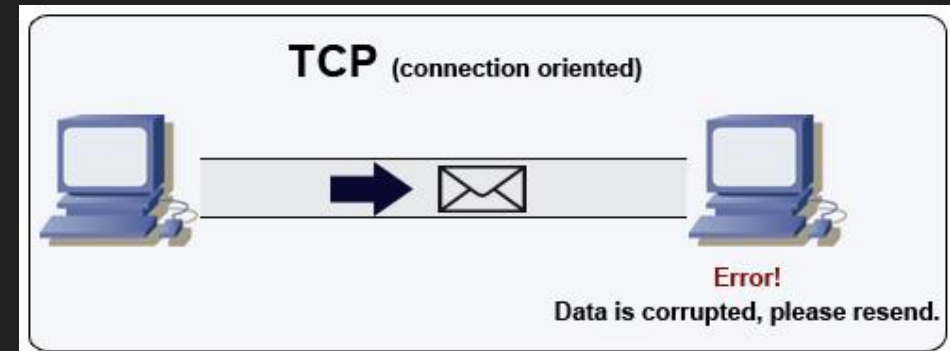 TCP (connection oriented)
Error!
Data is corrupted, please resend.